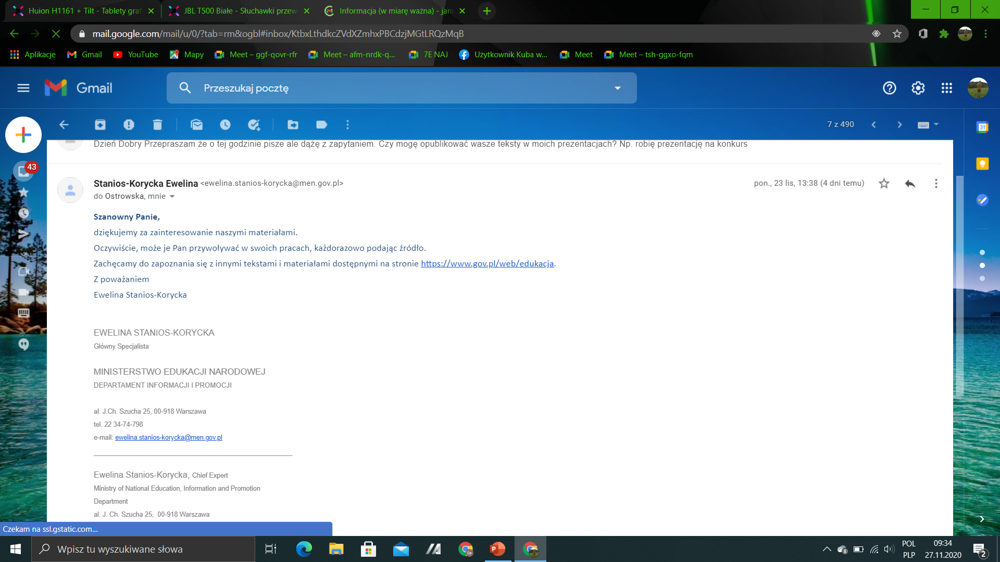 Huion H1161 + Tilt - Tablety graf
JBL T500 Białe - Słuchawki przew
Informacja (w miarę ważna) - jani
mail.google.com/mail/u/0/?tab=rm&ogbl#inbox/KtbxLthdkcZVdXZmhxPBCdzjMGtLRQzMqB
Aplikacje
Gmail
YouTube
Mapy
Meet – ggf-qovr-rfr
Meet – afm-nrdk-q...
7E NAJ
Użytkownik Kuba w...
Meet
Meet – tsh-ggxo-fqm
Gmail
Przeszukaj pocztę
7 z 490
31
43
Dzień Dobry Przepraszam że o tej godzinie pisze ale dążę z zapytaniem. Czy mogę opublikować wasze teksty w moich prezentacjach? Np. robię prezentację na konkurs
Stanios-Korycka Ewelina <ewelina.stanios-korycka@men.gov.pl>
pon., 23 lis, 13:38 (4 dni temu)
do Ostrowska, mnie
Szanowny Panie,
dziękujemy za zainteresowanie naszymi materiałami.
Oczywiście, może je Pan przywoływać w swoich pracach, każdorazowo podając źródło.
Zachęcamy do zapoznania się z innymi tekstami i materiałami dostępnymi na stronie https://www.gov.pl/web/edukacja.
Z poważaniem
Ewelina Stanios-Korycka
EWELINA STANIOS-KORYCKA
Główny Specjalista
MINISTERSTWO EDUKACJI NARODOWEJ
DEPARTAMENT INFORMACJI I PROMOCJI
al. J.Ch. Szucha 25, 00-918 Warszawa
tel. 22 34-74-798
e-mail: ewelina.stanios-korycka@men.gov.pl
Ewelina Stanios-Korycka, Chief Expert
Ministry of National Education, Information and Promotion
Department
al. J. Ch. Szucha 25, 00-918 Warszawa
Czekam na ssl.gstatic.com...
Wpisz tu wyszukiwane słowa
POL
PLP
09:34
27.11.2020
2